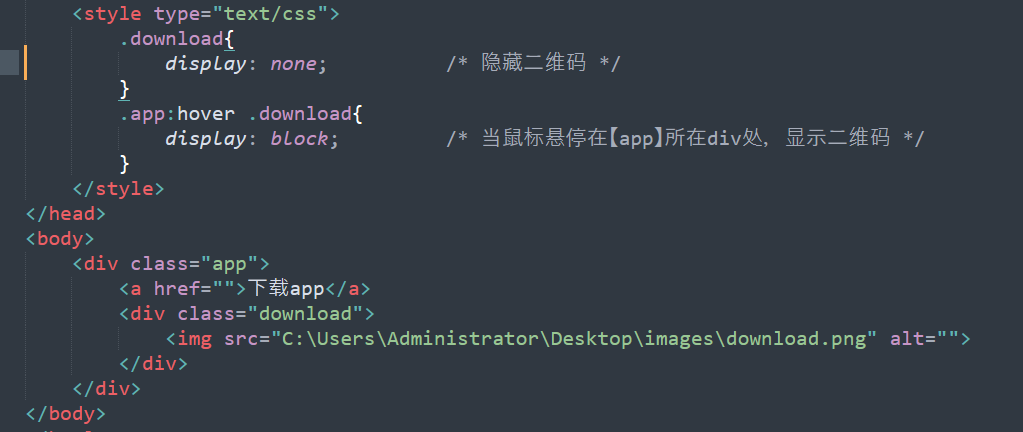 <style type="text/css">
.download{
display: none; /* 隐藏二维码 */
}
.app:hover .download{
display: block; /* 当鼠标悬停在【app】所在div处, 显示二维码 */
}
</style>
</head>
<body>
<div class="app">
<a href="">下载app</a>
<div class="download">
<img src="C:\Users\Administrator\Desktop\images\download.png" alt="">
</div>
</div>
</body>